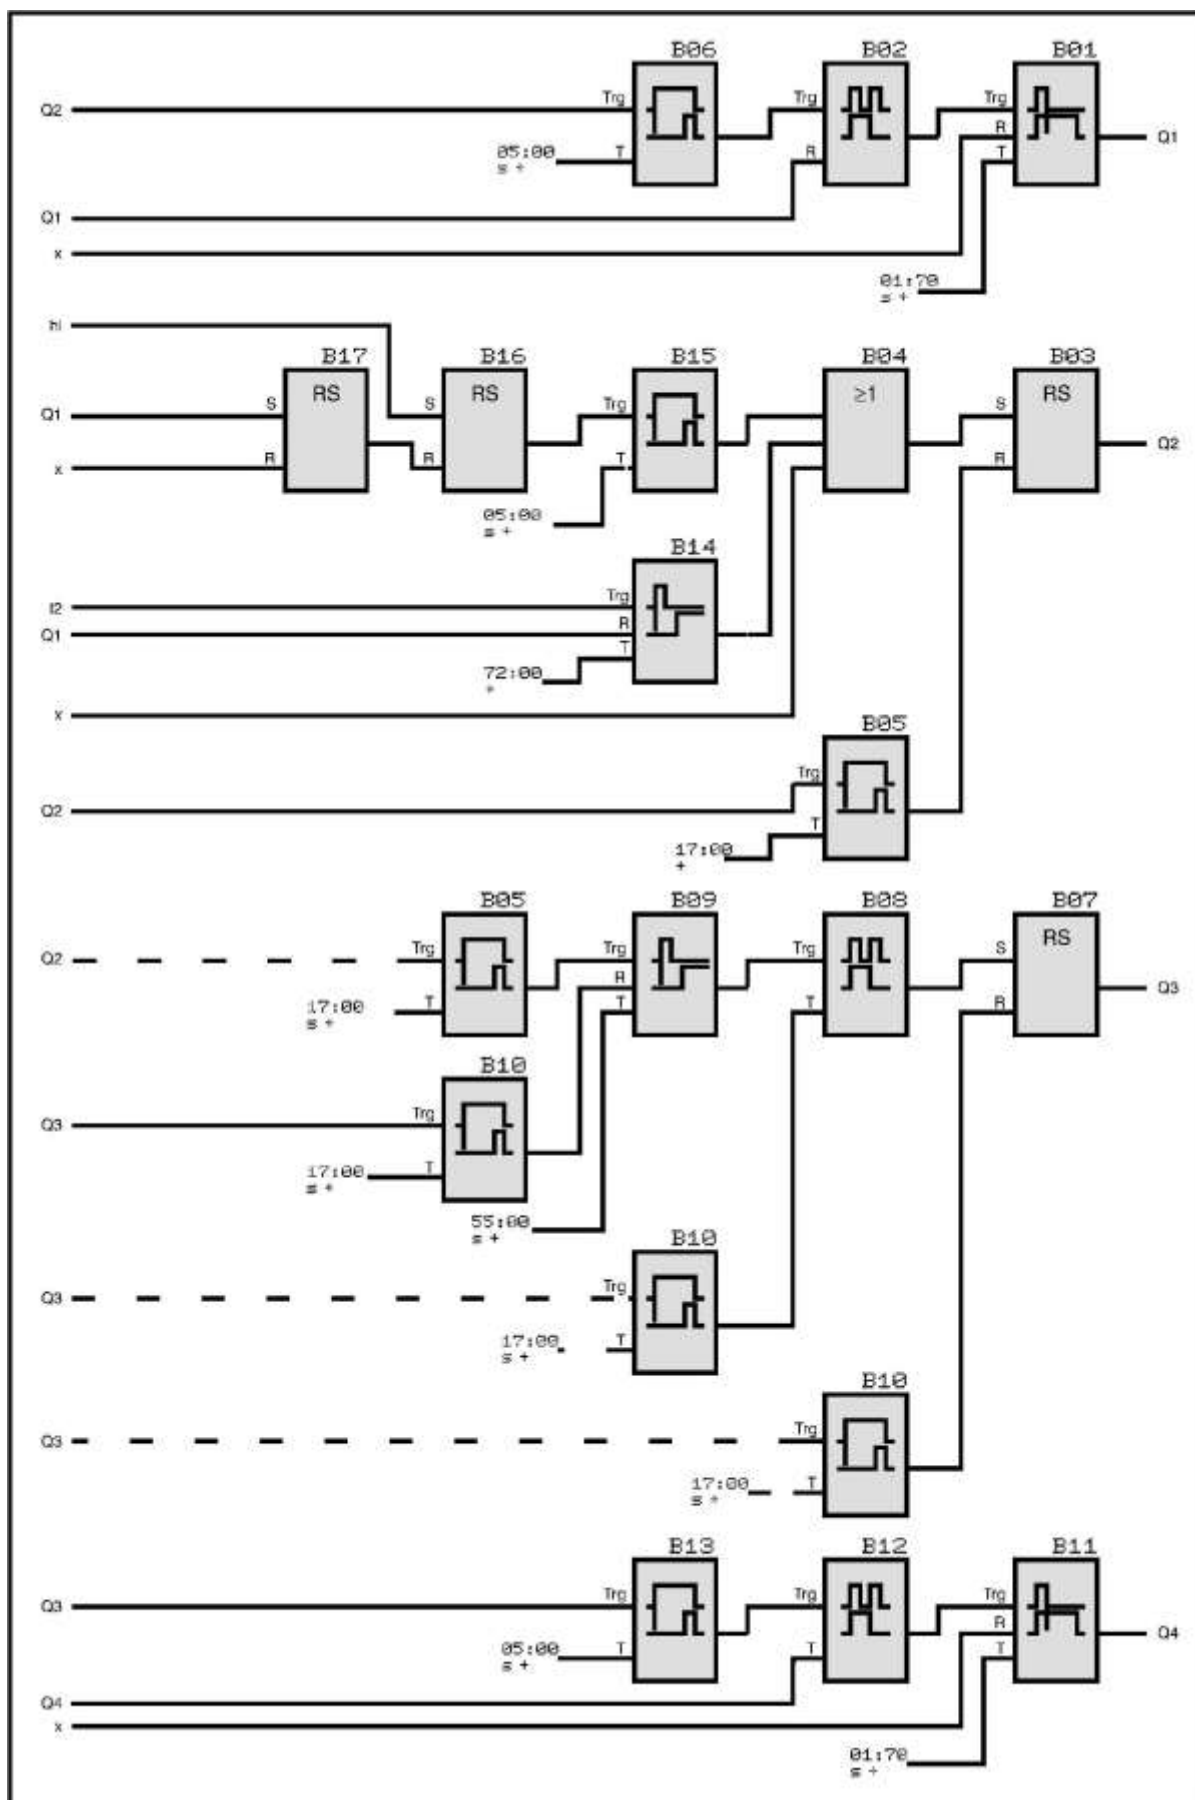 B06 B02 B01
Q2 Trg Trg Trg
R Q1
05:00 T R T
s +
Q1
x
01:70
s +
hi
B17 B16 B15 B04 B03
RS RS ≥1 RS
Q1 S S Trg S
Q2
x R R T R
05:00
s +
B14
I2 Trg
Q1 R
T
72:00
+
x
B05
Trg
Q2
T
17:00
+
B05 B09 B08 B07
RS
Q2 Trg Trg Trg S
R Q3
17:00 T T T R
s +
B10
Q3 Trg
17:00 T
s +
55:00
s +
B10
Q3 Trg
17:00 T
s +
B10
Q3 Trg
17:00 T
s +
B13 B12 B11
Q3 Trg Trg Trg
R Q4
05:00 T T T
s +
Q4
x
01:70
s +